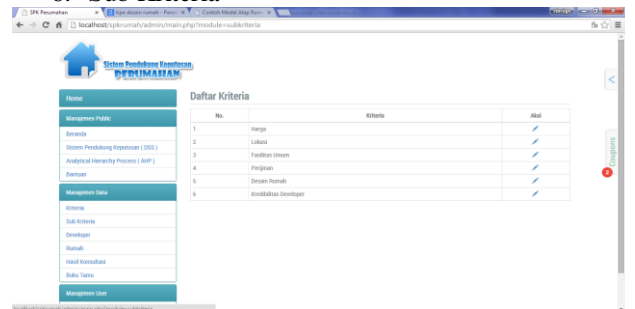 SPK Perumahan
localhost/spkrumah/admin/main.php?module=subkriteria
Sistem Pendukung Keputusan
PERUMAHAN
Home
Manajemen Public
Beranda
Sistem Pendukung Keputusan ( DSS )
Analytical Hierarchy Process ( AHP )
Bantuan
Manajemen Data
Kriteria
Sub Kriteria
Developer
Rumah
Hasil Konsultasi
Buku Tamu
Manajemen User
Daftar Kriteria
No. Kriteria Aksi
1 Harga
2 Lokasi
3 Fasilitas Umum
4 Perijinan
5 Desain Rumah
6 Kredibilitas Developer
Coupons
2